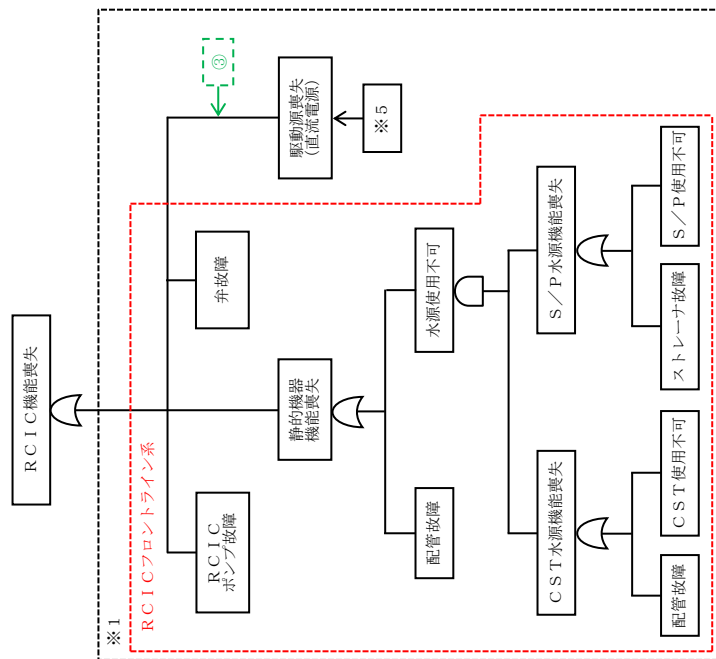 ＲＣＩＣ機能喪失
※１
ＲＣＩＣフロントライン系
ＲＣＩＣ
ポンプ故障
静的機器
機能喪失
弁故障
駆動源喪失
（直流電源）
③
※５
配管故障
水源使用不可
ＣＳＴ水源機能喪失
Ｓ／Ｐ水源機能喪失
配管故障
ＣＳＴ使用不可
ストレーナ故障
Ｓ／Ｐ使用不可